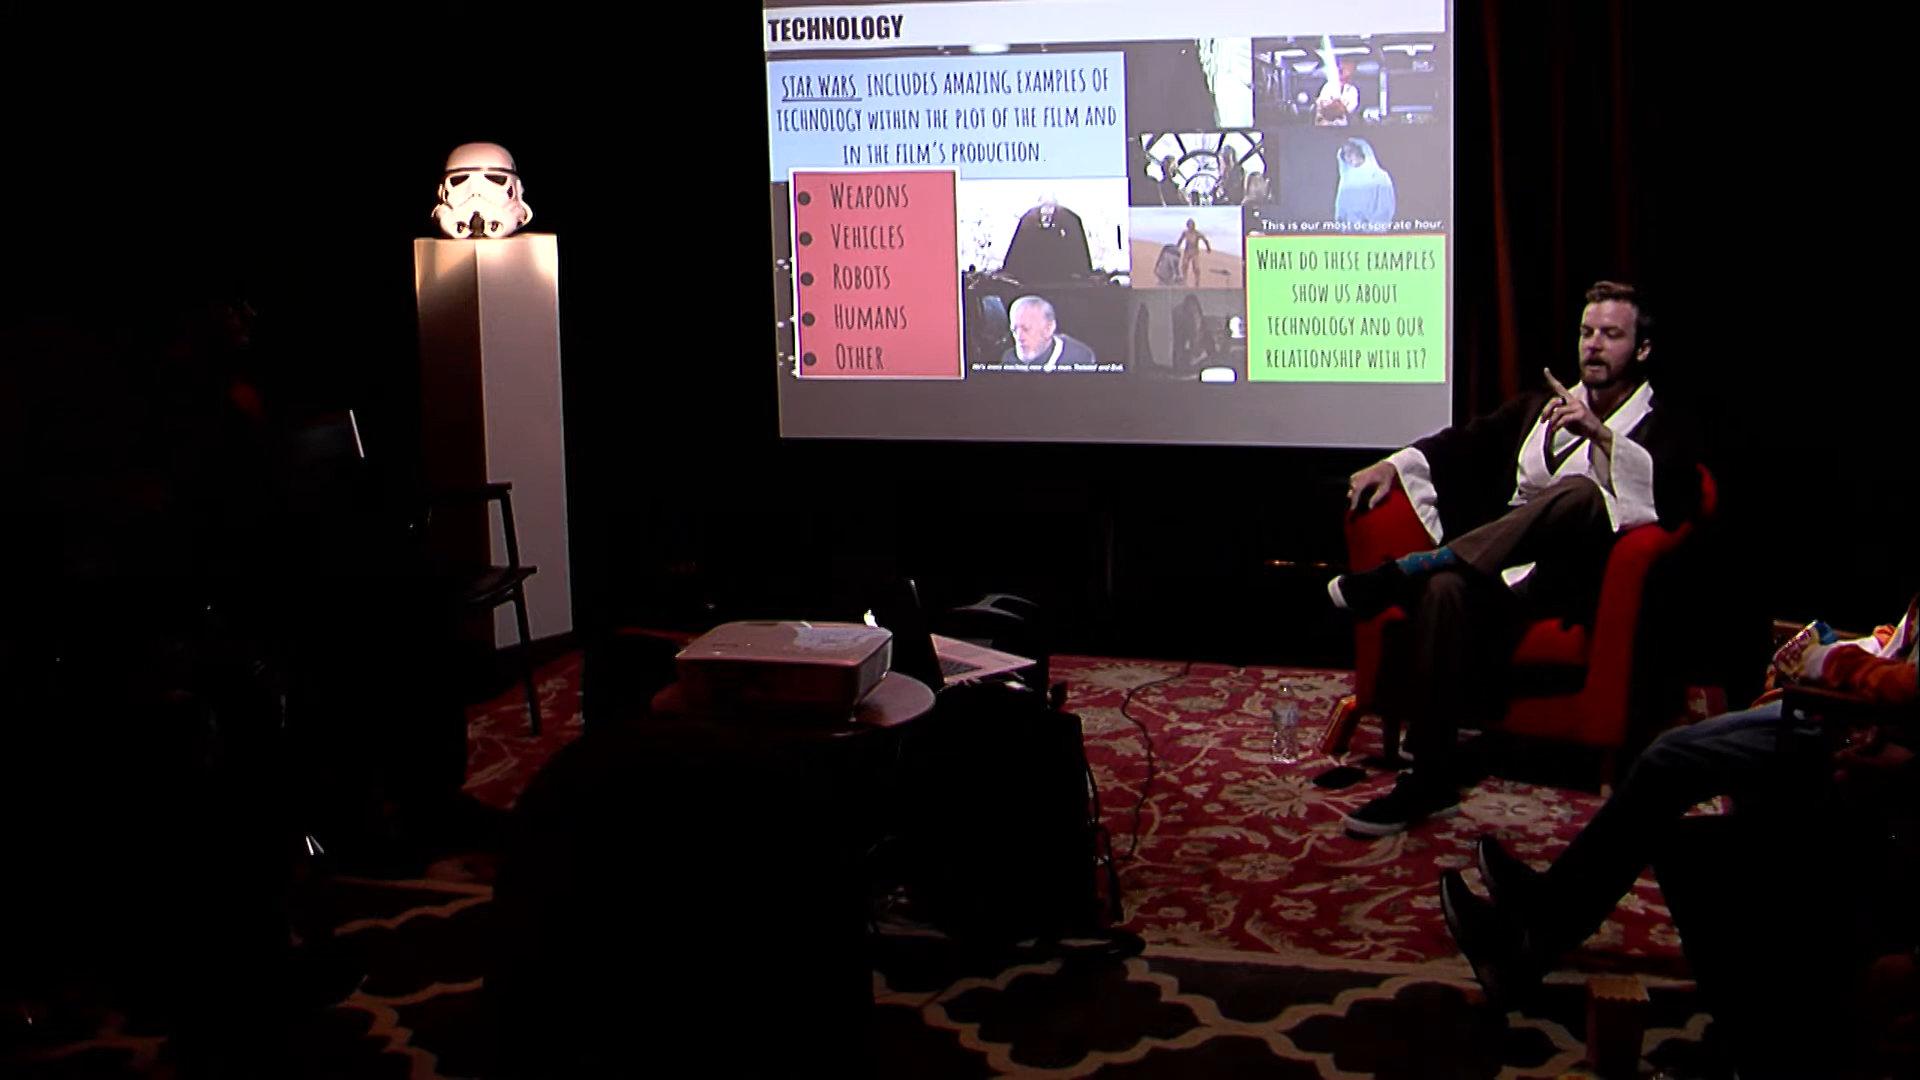 TECHNOLOGY
STAR WARS INCLUDES AMAZING EXAMPLES OF
TECHNOLOGY WITHIN THE PLOT OF THE FILM AND
IN THE FILM'S PRODUCTION.
WEAPONS
VEHICLES
ROBOTS
HUMANS
OTHER
This is our most desperate hour.
WHAT DO THESE EXAMPLES
SHOW US ABOUT
TECHNOLOGY AND OUR
RELATIONSHIP WITH IT?